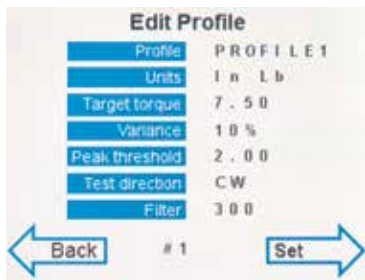 Edit Profile
Profile PROFILE1
Units In Lb
Target torque 7.50
Variance 10%
Peak threshold 2.00
Test direction CW
Filter 300
Back #1 Set